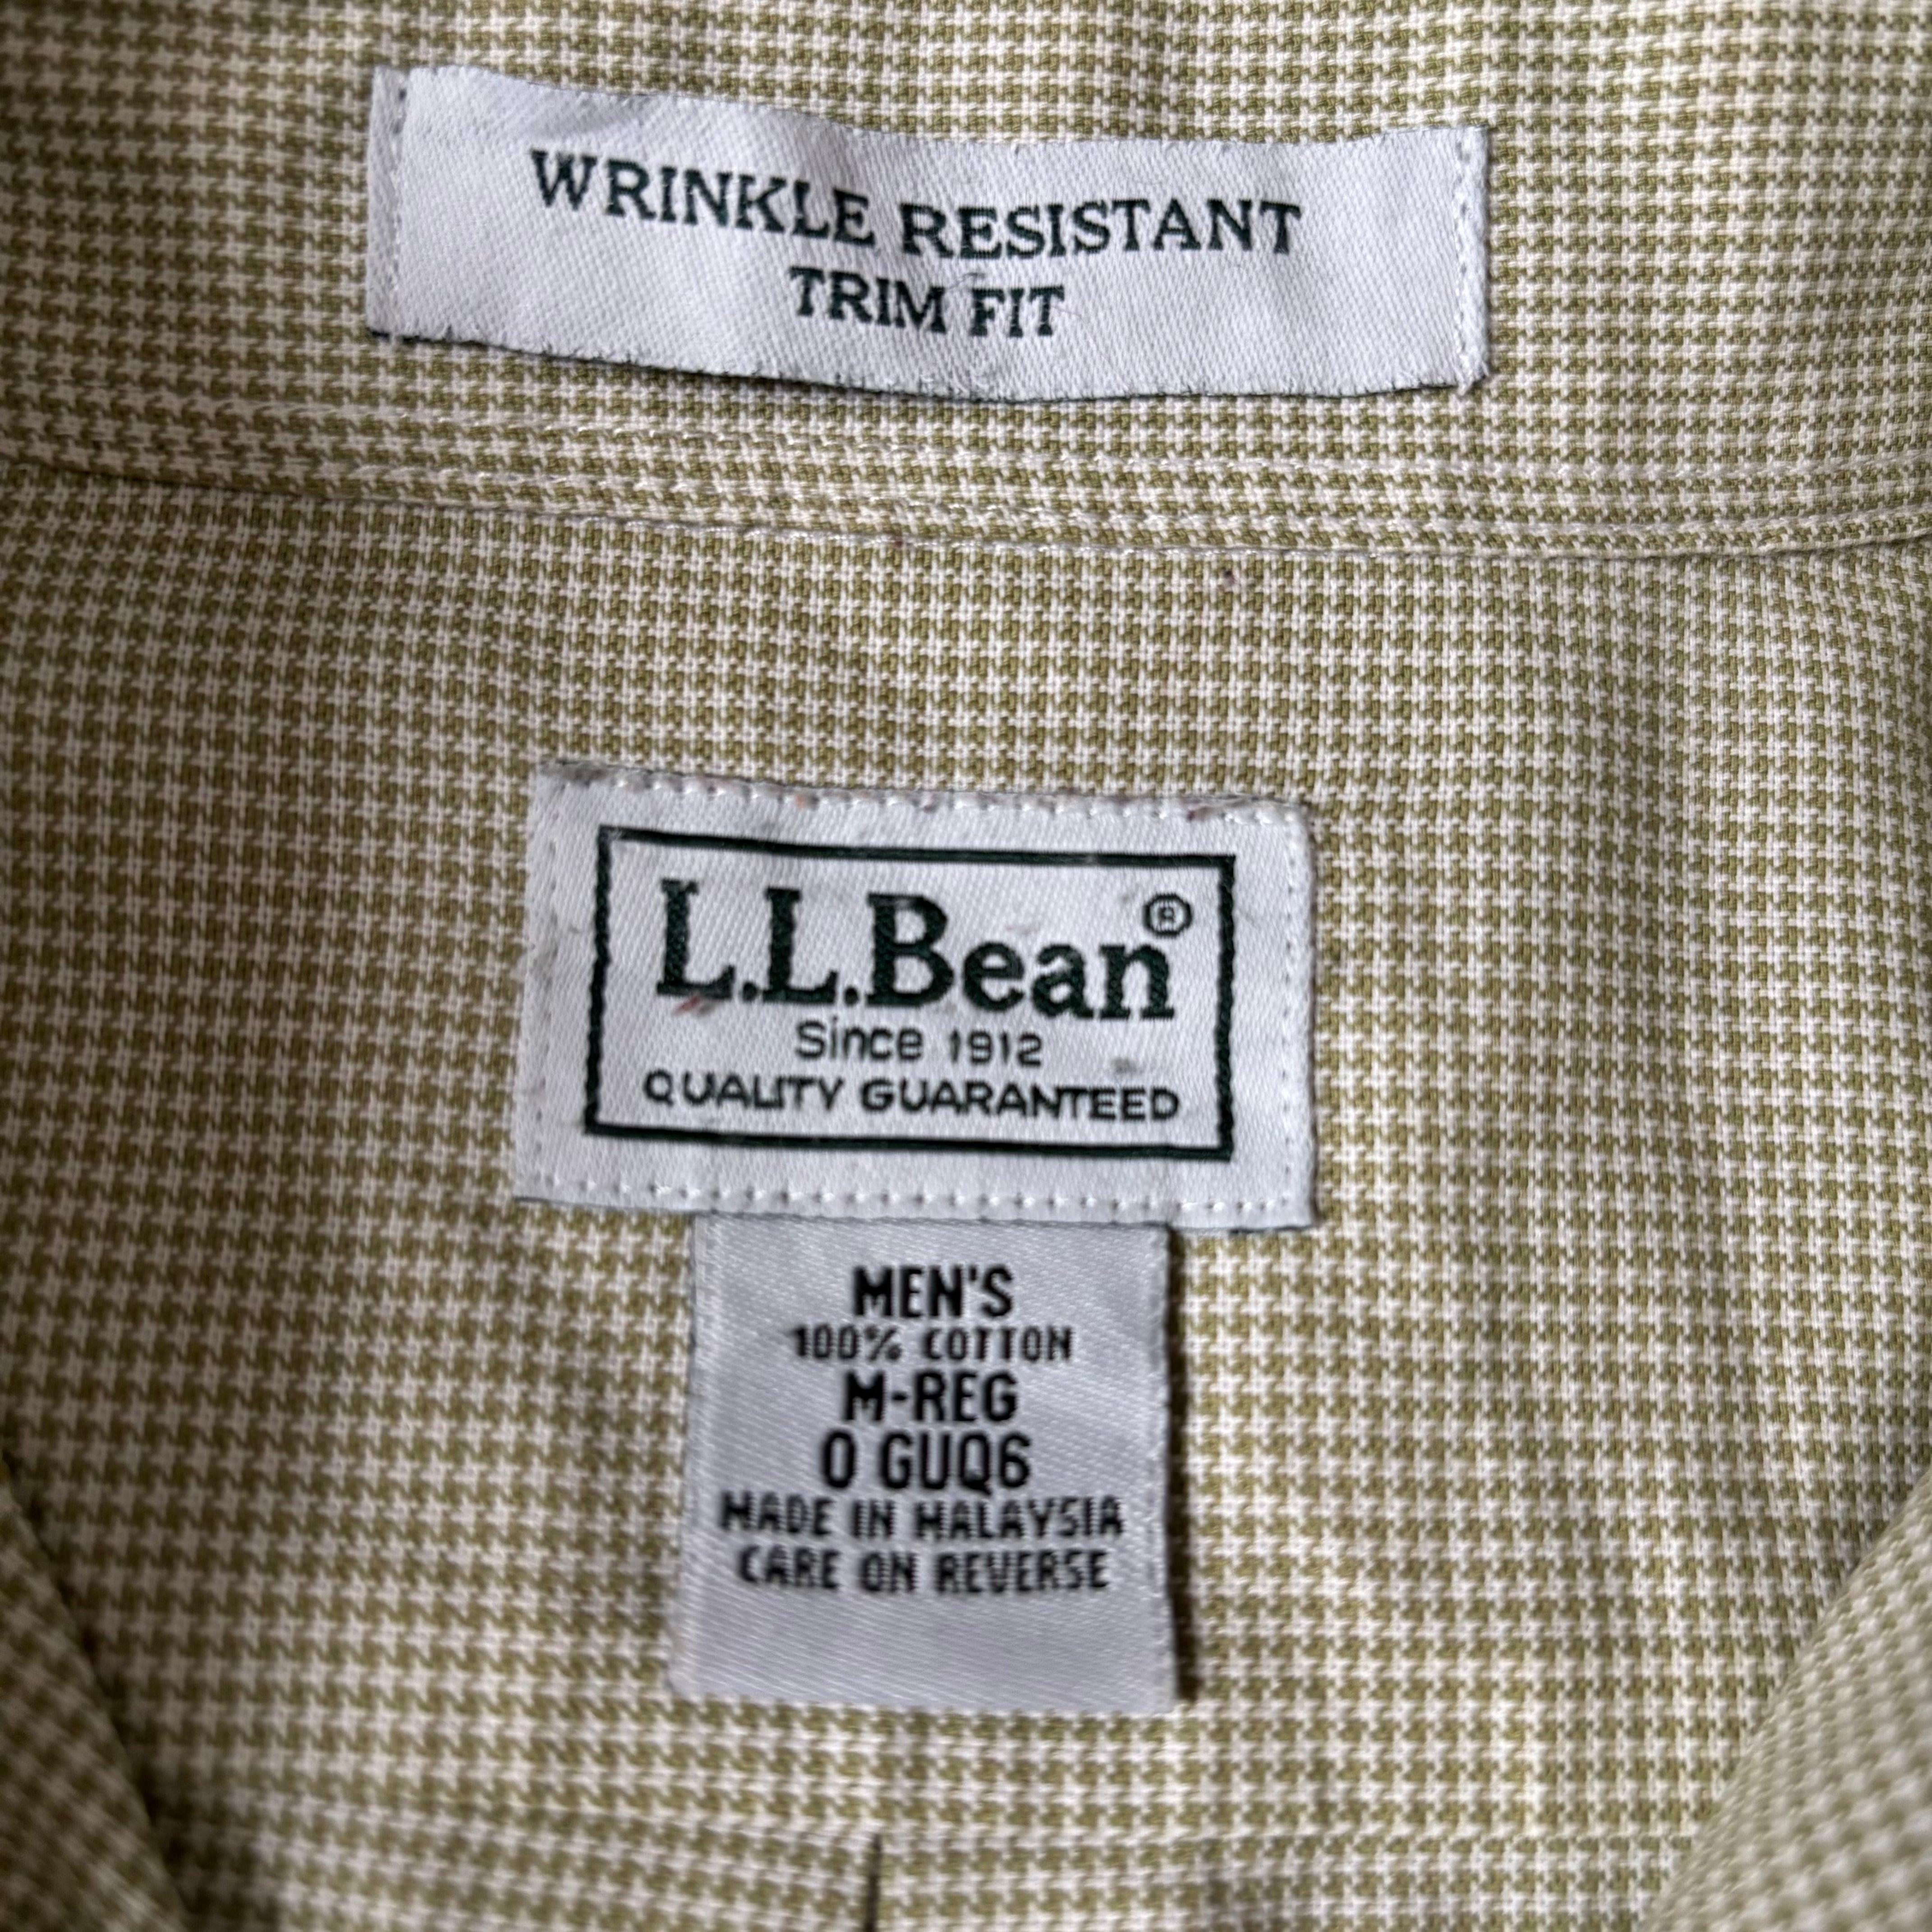 WRINKLE RESISTANT
TRIM FIT
L.L.Bean®
Since 1912
QUALITY GUARANTEED
MEN'S
100% COTTON
M-REG
0 GUQ6
MADE IN MALAYSIA
CARE ON REVERSE